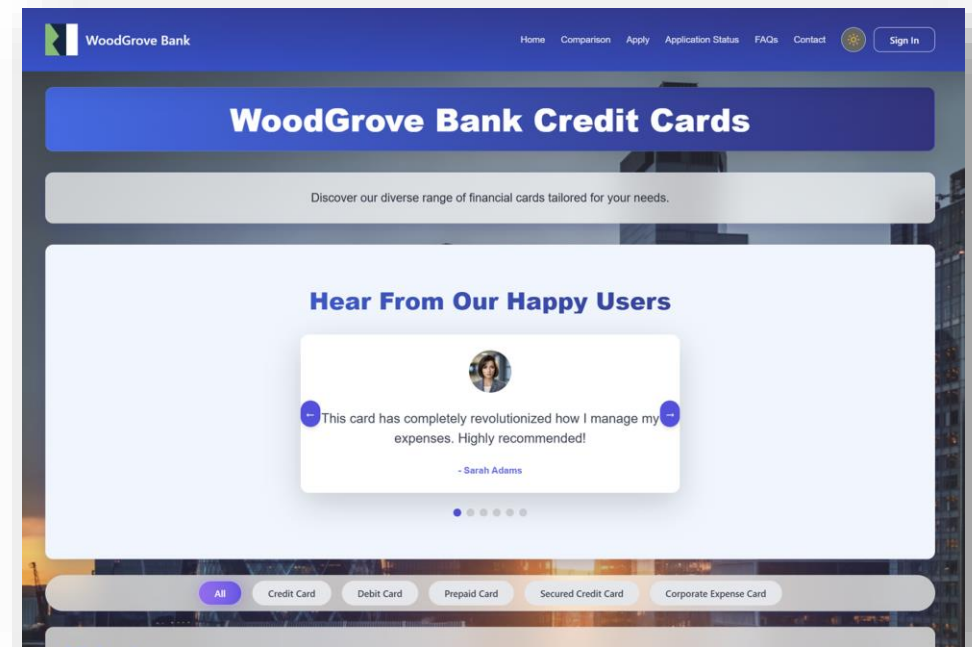 WoodGrove Bank
Home Comparison Apply Application Status FAQs Contact Sign In
WoodGrove Bank Credit Cards
Discover our diverse range of financial cards tailored for your needs.
Hear From Our Happy Users
← This card has completely revolutionized how I manage my →
expenses. Highly recommended!
- Sarah Adams
All Credit Card Debit Card Prepaid Card Secured Credit Card Corporate Expense Card